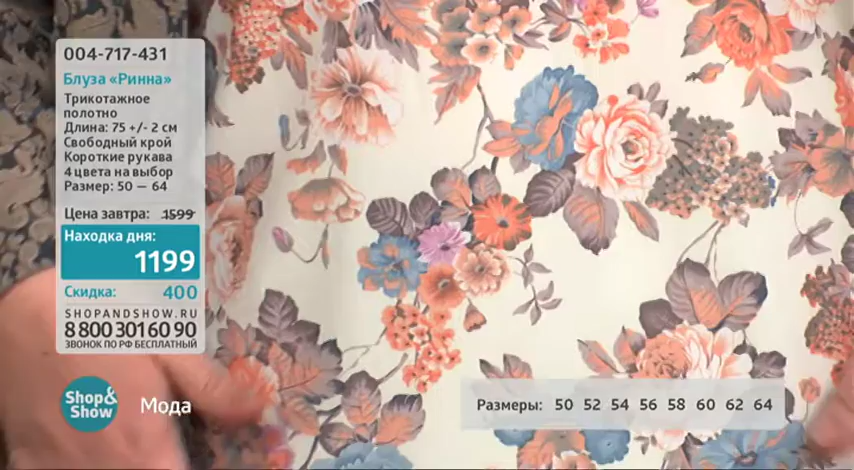 004-717-431
Блуза «Ринна»
Трикотажное
полотно
Длина: 75 +/- 2 см
Свободный крой
Короткие рукава
4 цвета на выбор
Размер: 50 — 64
Цена завтра: 1599
Находка дня:
1199
Скидка: 400
SHOPANDSHOW.RU
8 800 301 60 90
ЗВОНОК ПО РФ БЕСПЛАТНЫЙ
Shop&
Show
Мода
Размеры: 50 52 54 56 58 60 62 64